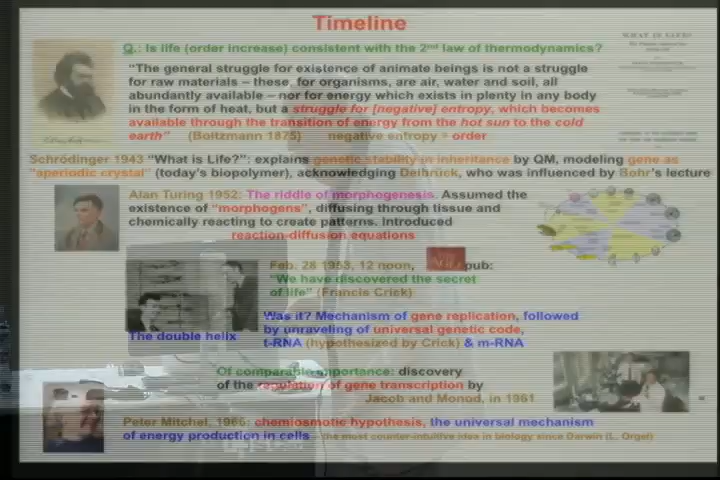 Timeline
Q.: Is life (order increase) consistent with the 2nd law of thermodynamics?
WHAT IS LIFE?
“The general struggle for existence of animate beings is not a struggle
for raw materials – these, for organisms, are air, water and soil, all
abundantly available – nor for energy which exists in plenty in any body
in the form of heat, but a struggle for [negative] entropy, which becomes
available through the transition of energy from the hot sun to the cold
earth” (Boltzmann 1875) negative entropy = order
Schrödinger 1943 “What is Life?”: explains genetic stability in inheritance by QM, modeling gene as
“aperiodic crystal” (today's biopolymer), acknowledging Delbrück, who was influenced by Bohr's lecture
Alan Turing 1952: The riddle of morphogenesis. Assumed the
existence of “morphogens”, diffusing through tissue and
chemically reacting to create patterns. Introduced
reaction-diffusion equations
Feb. 28 1953, 12 noon, pub:
“We have discovered the secret
of life” (Francis Crick)
Was it? Mechanism of gene replication, followed
by unraveling of universal genetic code,
t-RNA (hypothesized by Crick) & m-RNA
The double helix
Of comparable importance: discovery
of the regulation of gene transcription by
Jacob and Monod, in 1961
Peter Mitchel, 1966: chemiosmotic hypothesis, the universal mechanism
of energy production in cells – the most counter-intuitive idea in biology since Darwin (L. Orgel)